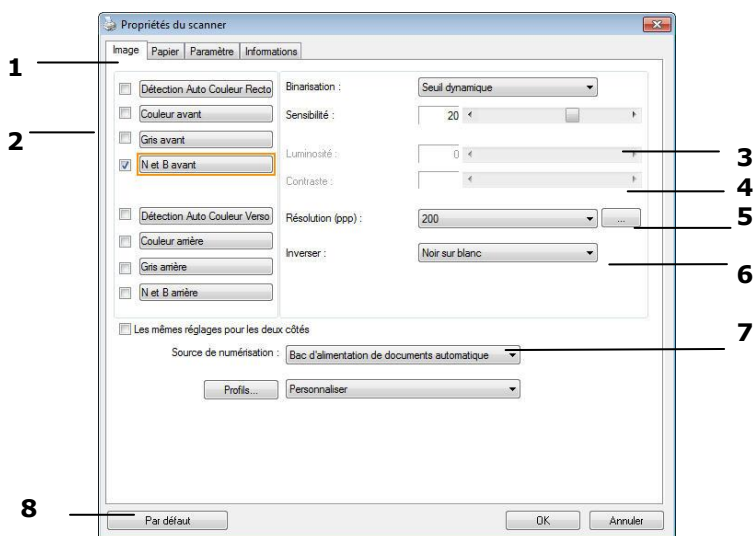 Propriétés du scanner
Image Papier Paramètre Informations
1
Détection Auto Couleur Recto
Binarisation : Seuil dynamique
Couleur avant
Sensibilité : 20
2
Gris avant
N et B avant
Luminosité : 0
3
Contraste :
4
Détection Auto Couleur Verso
Résolution (ppp) : 200 ...
5
Couleur arrière
Inverser : Noir sur blanc
6
Gris arrière
N et B arrière
Les mêmes réglages pour les deux côtés
7
Source de numérisation : Bac d'alimentation de documents automatique
Profils... Personnaliser
8
Par défaut OK Annuler